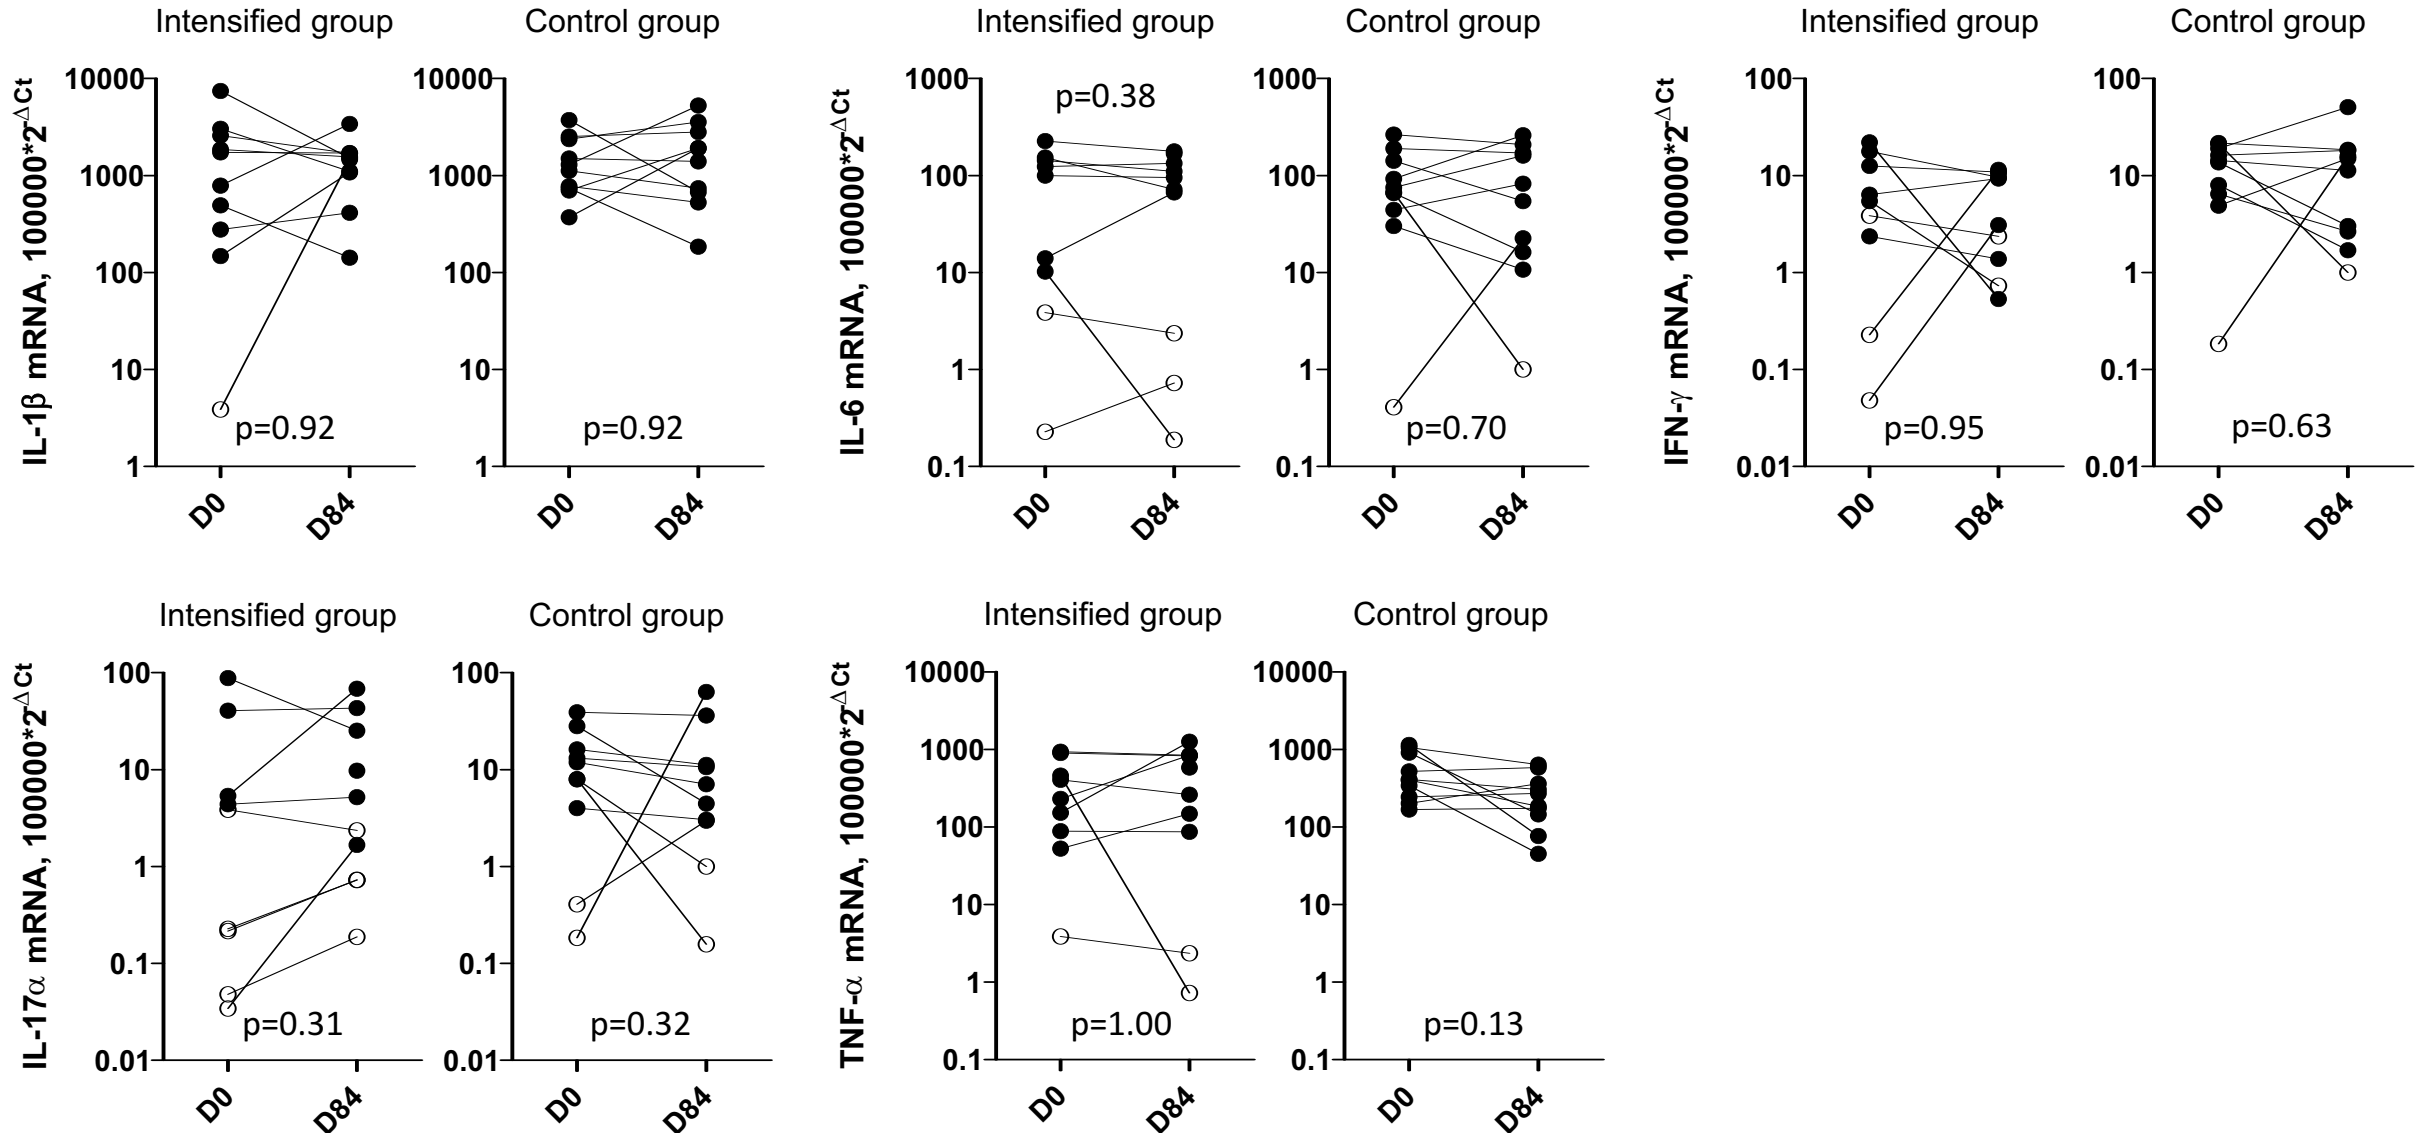 Intensified group
Control group
IL-1β mRNA, 100000*2-ΔCt
10000
1000
100
10
1
p=0.92
D0
D84
10000
1000
100
10
1
p=0.92
D0
D84
Intensified group
Control group
IL-6 mRNA, 100000*2-ΔCt
1000
100
10
1
0.1
p=0.38
D0
D84
1000
100
10
1
0.1
p=0.70
D0
D84
Intensified group
Control group
IFN-γ mRNA, 100000*2-ΔCt
100
10
1
0.1
0.01
p=0.95
D0
D84
100
10
1
0.1
0.01
p=0.63
D0
D84
Intensified group
Control group
IL-17α mRNA, 100000*2-ΔCt
100
10
1
0.1
0.01
p=0.31
D0
D84
100
10
1
0.1
0.01
p=0.32
D0
D84
Intensified group
Control group
TNF-α mRNA, 100000*2-ΔCt
10000
1000
100
10
1
0.1
p=1.00
D0
D84
10000
1000
100
10
1
0.1
p=0.13
D0
D84